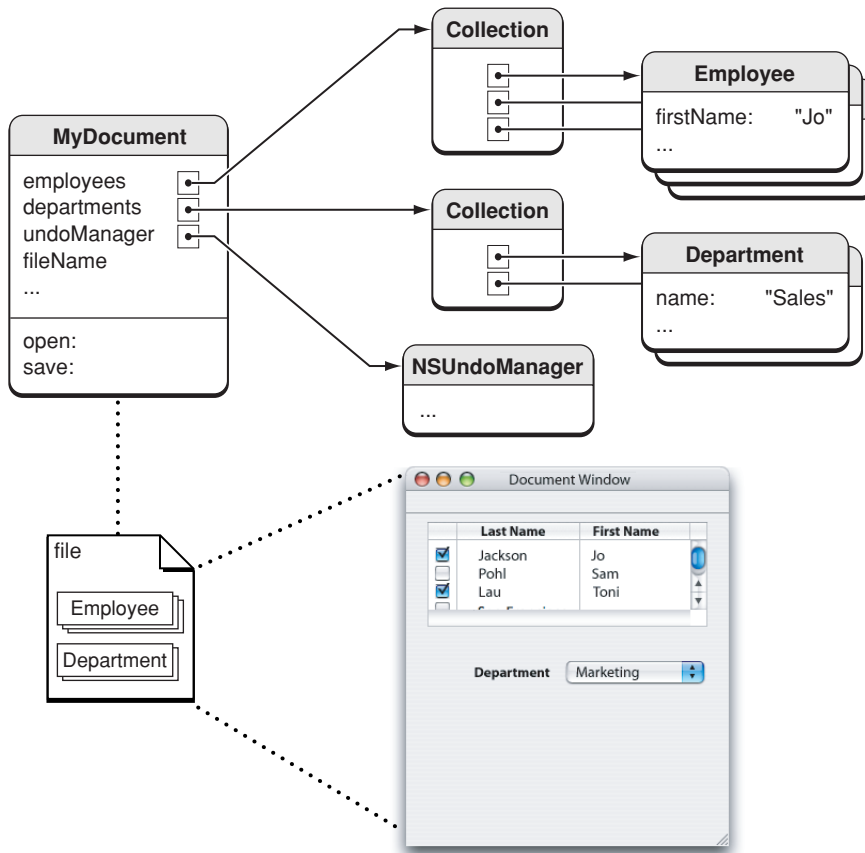 Collection
Employee
firstName: "Jo"
...
MyDocument
employees
departments
undoManager
fileName
...
open:
save:
Collection
Department
name: "Sales"
...
NSUndoManager
...
file
Employee
Department
Document Window
Last Name First Name
Jackson Jo
Pohl Sam
Lau Toni
Department Marketing